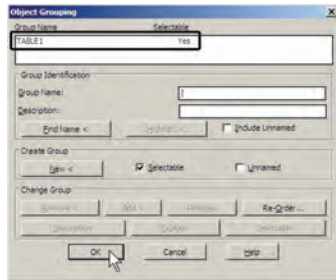 Object Grouping
Group Name Selectable
TABLE1 Yes
Group Identification
Group Name:
Description:
Find Name < Highlight < Include Unnamed
Create Group
New < Selectable Unnamed
Change Group
Remove < Add < Rename Re-Order...
Description Explode Selectable
OK Cancel Help